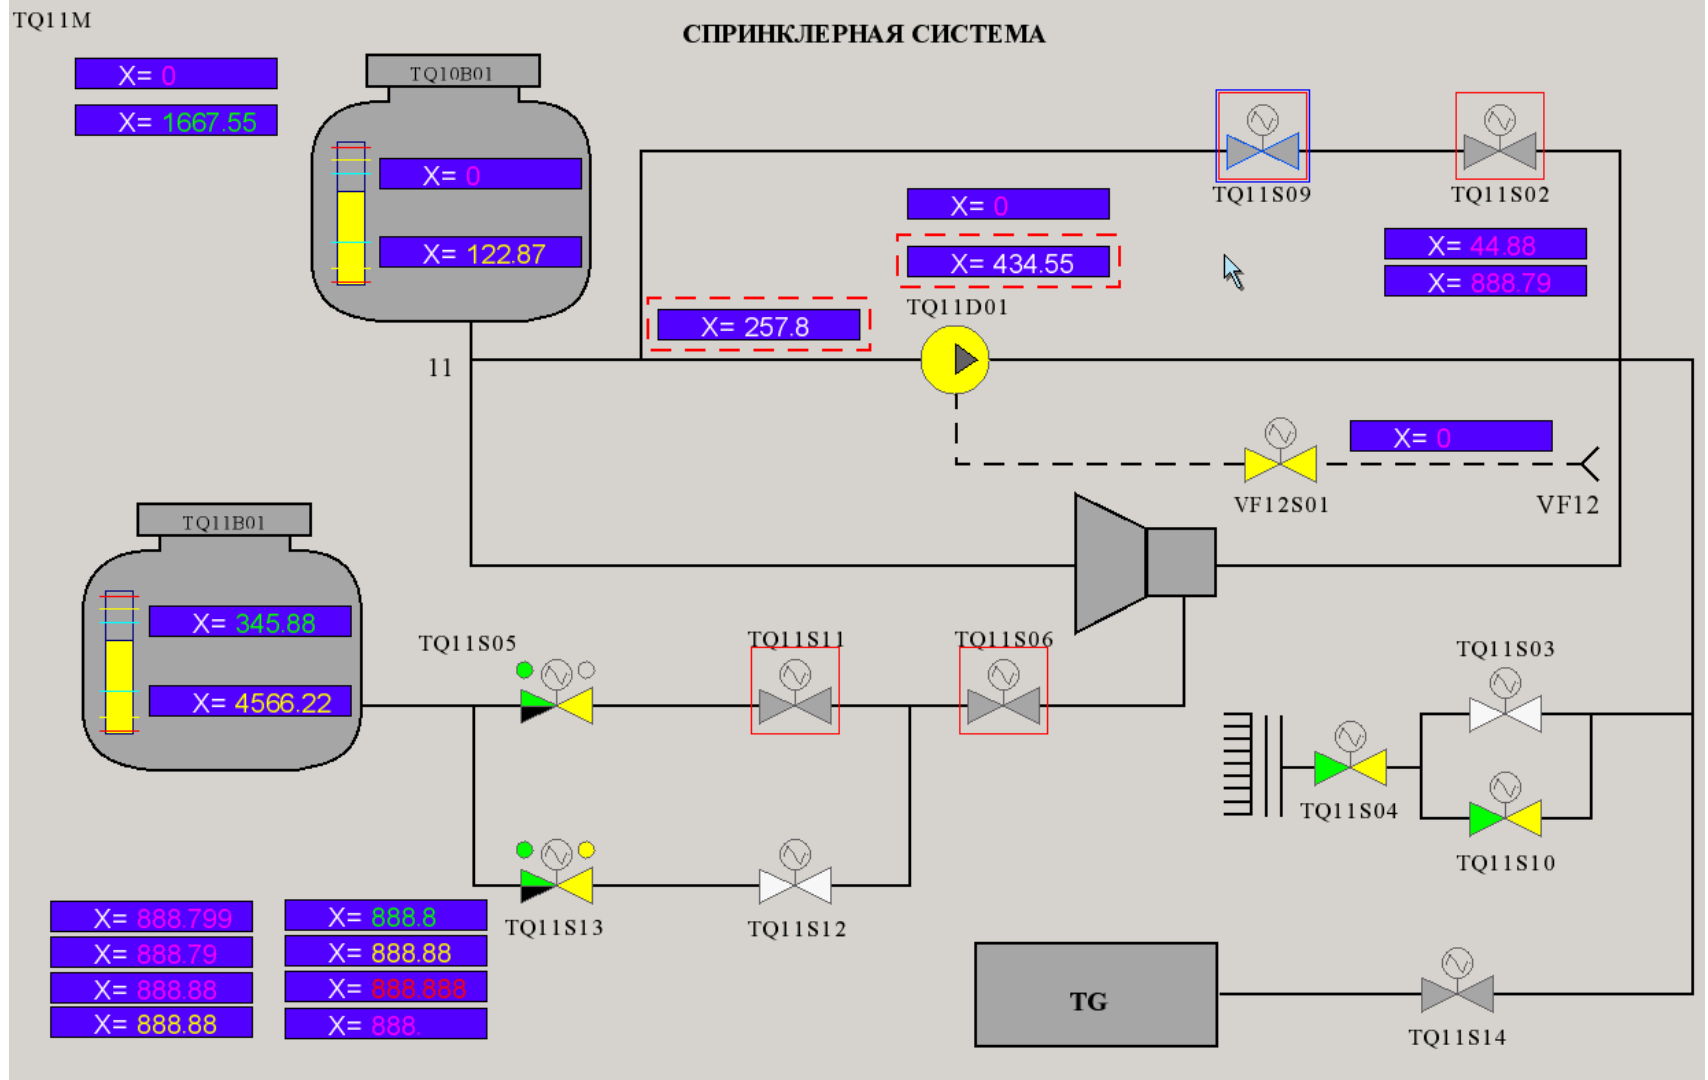 TQ11M
СПРИНКЛЕРНАЯ СИСТЕМА
X= 0
X= 1667.55
TQ10B01
X= 0
X= 122.87
TQ11S09
TQ11S02
X= 0
X= 434.55
X= 44.88
X= 888.79
TQ11D01
X= 257.8
11
X= 0
VF12S01
VF12
TQ11B01
X= 345.88
X= 4566.22
TQ11S05
TQ11S11
TQ11S06
TQ11S03
TQ11S04
TQ11S10
TQ11S13
TQ11S12
X= 888.799
X= 888.79
X= 888.88
X= 888.88
X= 888.8
X= 888.88
X= 888.888
X= 888.
TG
TQ11S14